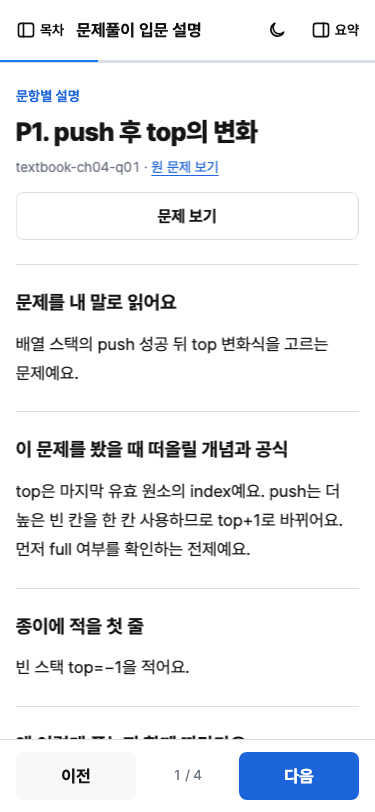 목차 문제풀이 입문 설명 요약
문항별 설명
P1. push 후 top의 변화
textbook-ch04-q01 · 원 문제 보기
문제 보기
문제를 내 말로 읽어요
배열 스택의 push 성공 뒤 top 변화식을 고르는
문제예요.
이 문제를 봤을 때 떠올릴 개념과 공식
top은 마지막 유효 원소의 index예요. push는 더
높은 빈 칸을 한 칸 사용하므로 top+1로 바뀌어요.
먼저 full 여부를 확인하는 전제예요.
종이에 적을 첫 줄
빈 스택 top=−1을 적어요.
이전
1 / 4
다음